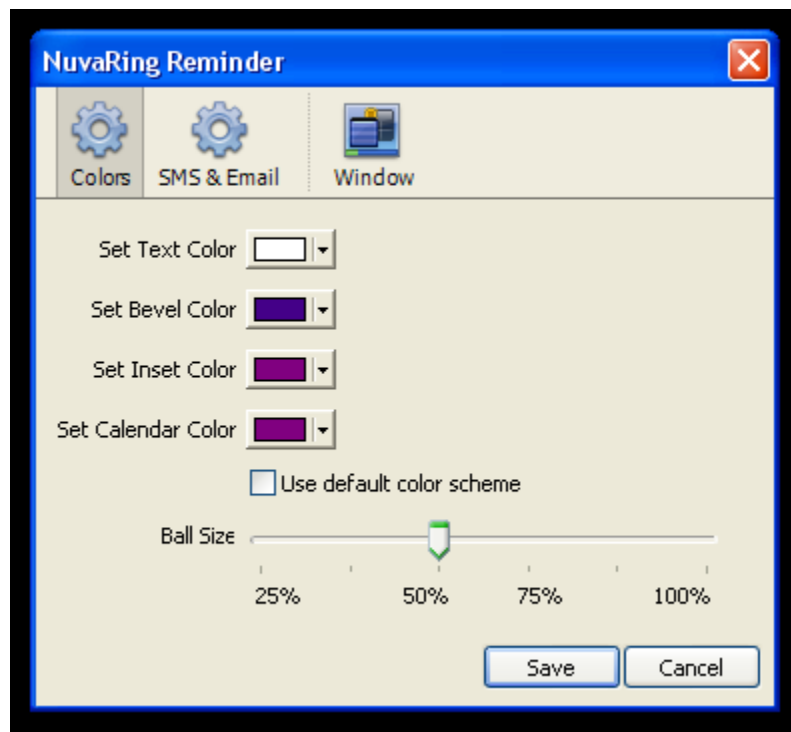 NuvaRing Reminder
Colors SMS & Email Window
Set Text Color
Set Bevel Color
Set Inset Color
Set Calendar Color
Use default color scheme
Ball Size
25% 50% 75% 100%
Save Cancel